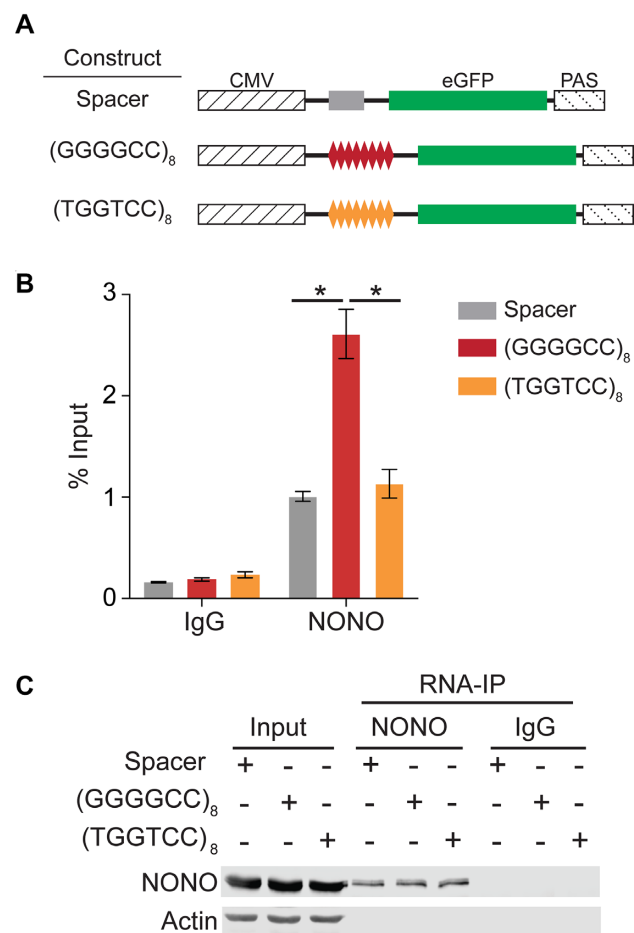 A
Construct
CMV eGFP PAS
Spacer
(GGGGCC)8
(TGGTCC)8
B
3
2
1
0
% Input
* *
IgG NONO
Spacer
(GGGGCC)8
(TGGTCC)8
C
RNA-IP
Input NONO IgG
Spacer + - - + - - + - -
(GGGGCC)8 - + - - + - - + -
(TGGTCC)8 - - + - - + - - +
NONO
Actin